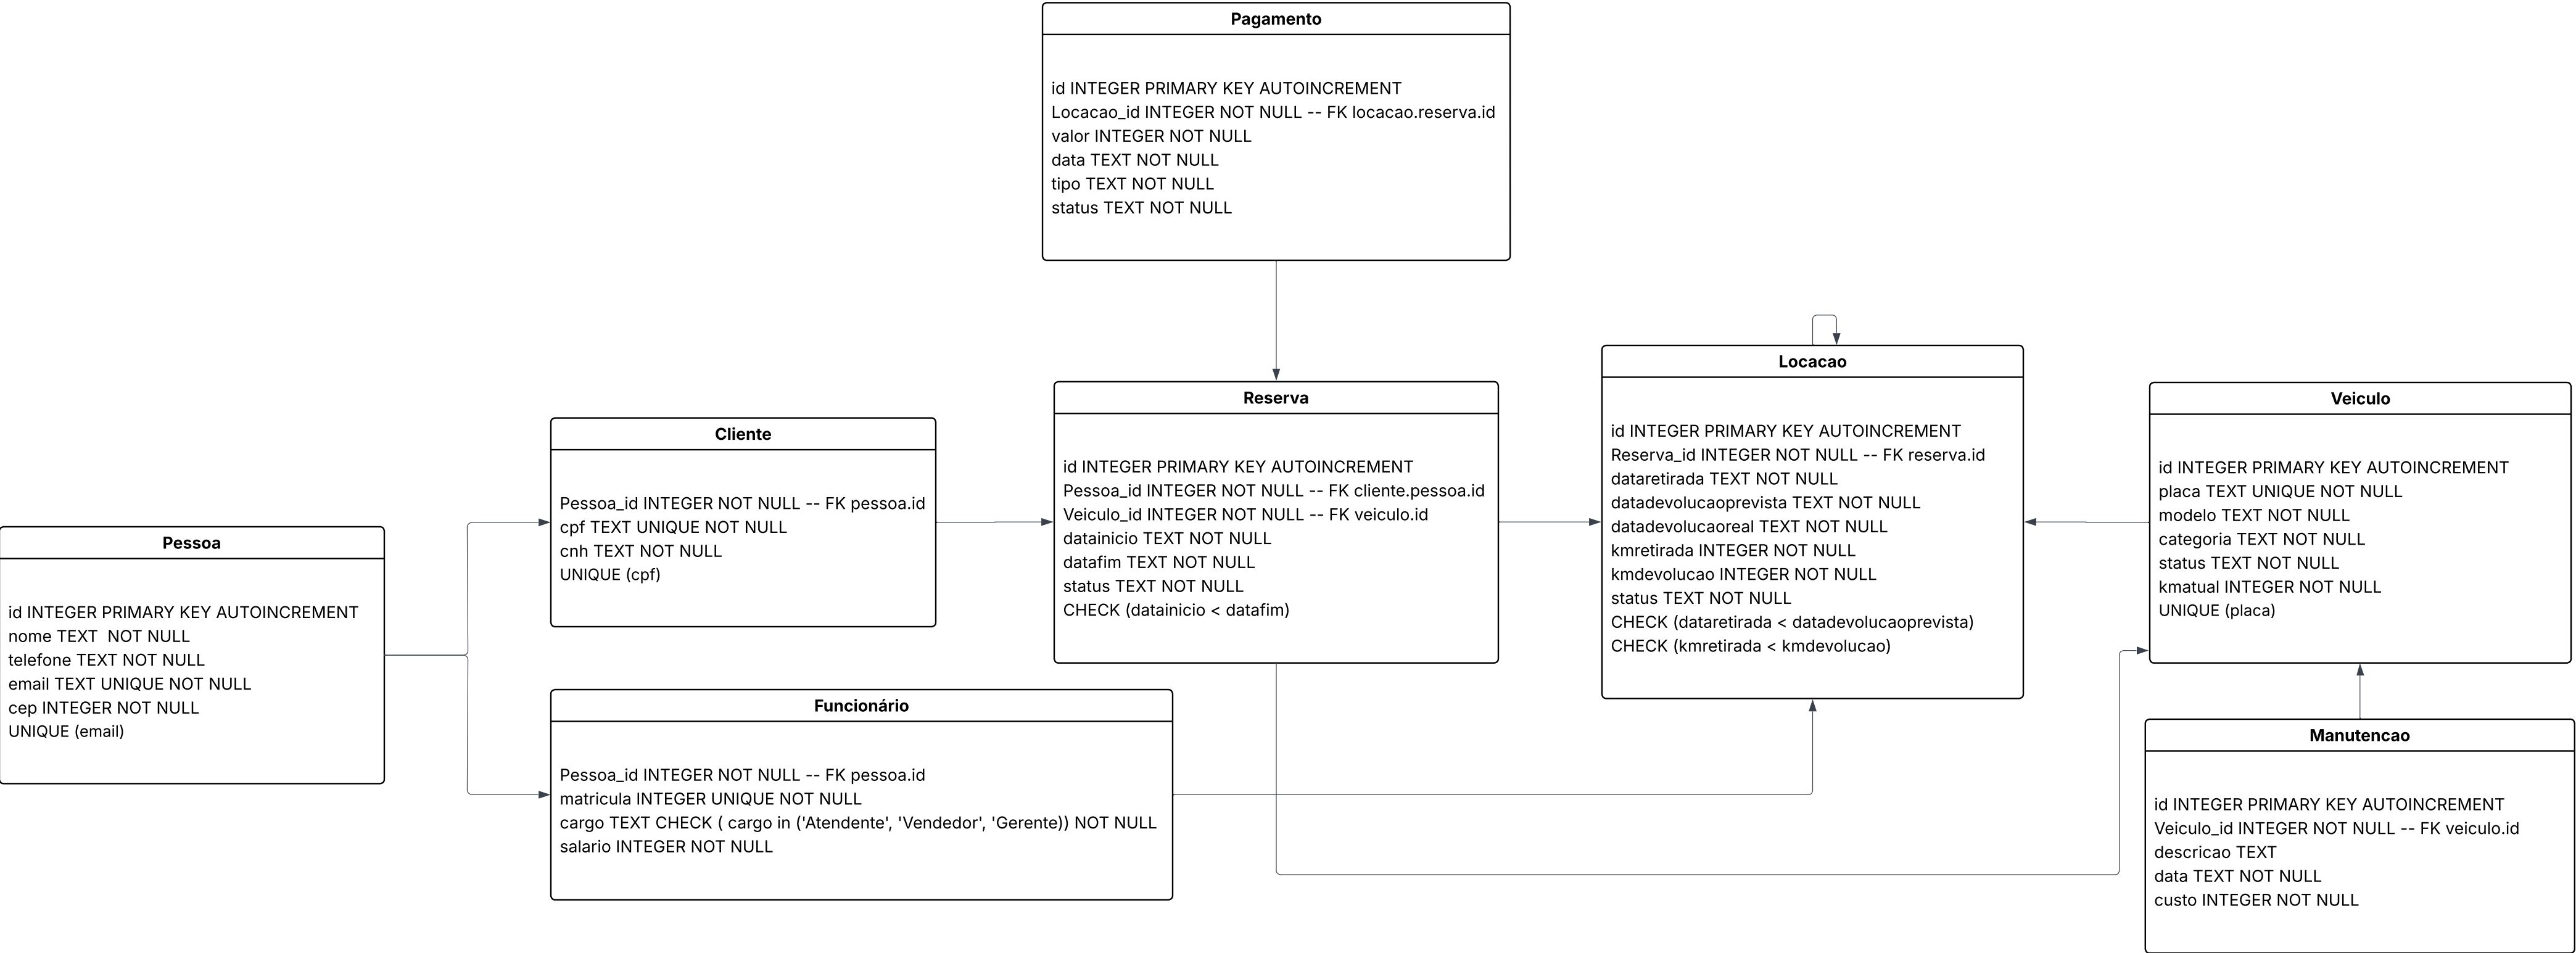 Pagamento
id INTEGER PRIMARY KEY AUTOINCREMENT
Locacao_id INTEGER NOT NULL -- FK locacao.reserva.id
valor INTEGER NOT NULL
data TEXT NOT NULL
tipo TEXT NOT NULL
status TEXT NOT NULL
Pessoa
id INTEGER PRIMARY KEY AUTOINCREMENT
nome TEXT  NOT NULL
telefone TEXT NOT NULL
email TEXT UNIQUE NOT NULL
cep INTEGER NOT NULL
UNIQUE (email)
Cliente
Pessoa_id INTEGER NOT NULL -- FK pessoa.id
cpf TEXT UNIQUE NOT NULL
cnh TEXT NOT NULL
UNIQUE (cpf)
Funcionário
Pessoa_id INTEGER NOT NULL -- FK pessoa.id
matricula INTEGER UNIQUE NOT NULL
cargo TEXT CHECK ( cargo in ('Atendente', 'Vendedor', 'Gerente)) NOT NULL
salario INTEGER NOT NULL
Reserva
id INTEGER PRIMARY KEY AUTOINCREMENT
Pessoa_id INTEGER NOT NULL -- FK cliente.pessoa.id
Veiculo_id INTEGER NOT NULL -- FK veiculo.id
datainicio TEXT NOT NULL
datafim TEXT NOT NULL
status TEXT NOT NULL
CHECK (datainicio < datafim)
Locacao
id INTEGER PRIMARY KEY AUTOINCREMENT
Reserva_id INTEGER NOT NULL -- FK reserva.id
dataretirada TEXT NOT NULL
datadevolucaoprevista TEXT NOT NULL
datadevolucaoreal TEXT NOT NULL
kmretirada INTEGER NOT NULL
kmdevolucao INTEGER NOT NULL
status TEXT NOT NULL
CHECK (dataretirada < datadevolucaoprevista)
CHECK (kmretirada < kmdevolucao)
Veiculo
id INTEGER PRIMARY KEY AUTOINCREMENT
placa TEXT UNIQUE NOT NULL
modelo TEXT NOT NULL
categoria TEXT NOT NULL
status TEXT NOT NULL
kmatual INTEGER NOT NULL
UNIQUE (placa)
Manutencao
id INTEGER PRIMARY KEY AUTOINCREMENT
Veiculo_id INTEGER NOT NULL -- FK veiculo.id
descricao TEXT
data TEXT NOT NULL
custo INTEGER NOT NULL